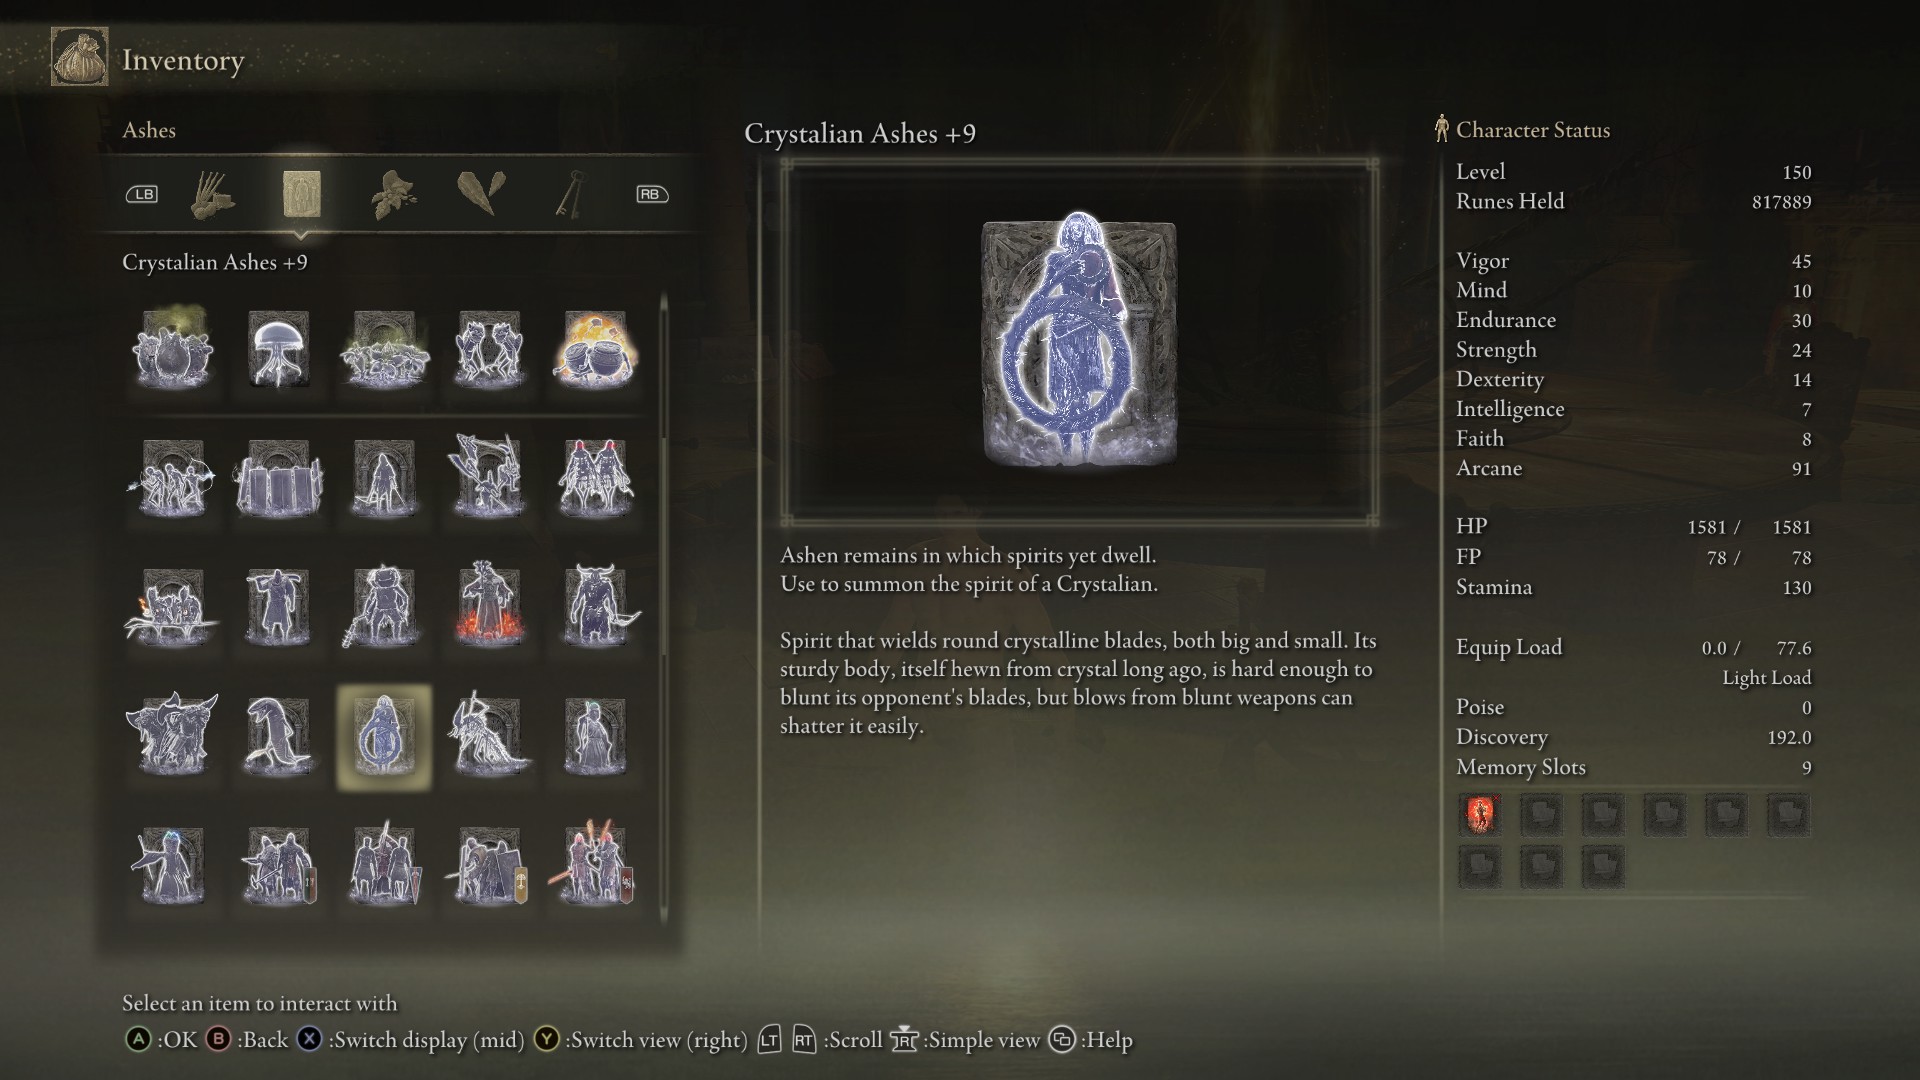 Inventory
Ashes
LB
RB
Crystalian Ashes +9
Crystalian Ashes +9
Ashen remains in which spirits yet dwell.
Use to summon the spirit of a Crystalian.
Spirit that wields round crystalline blades, both big and small. Its
sturdy body, itself hewn from crystal long ago, is hard enough to
blunt its opponent's blades, but blows from blunt weapons can
shatter it easily.
Character Status
Level 150
Runes Held 817889
Vigor 45
Mind 10
Endurance 30
Strength 24
Dexterity 14
Intelligence 7
Faith 8
Arcane 91
HP 1581 / 1581
FP 78 / 78
Stamina 130
Equip Load 0.0 / 77.6
Light Load
Poise 0
Discovery 192.0
Memory Slots 9
Select an item to interact with
A :OK B :Back X :Switch display (mid) Y :Switch view (right) LT RT :Scroll R :Simple view :Help